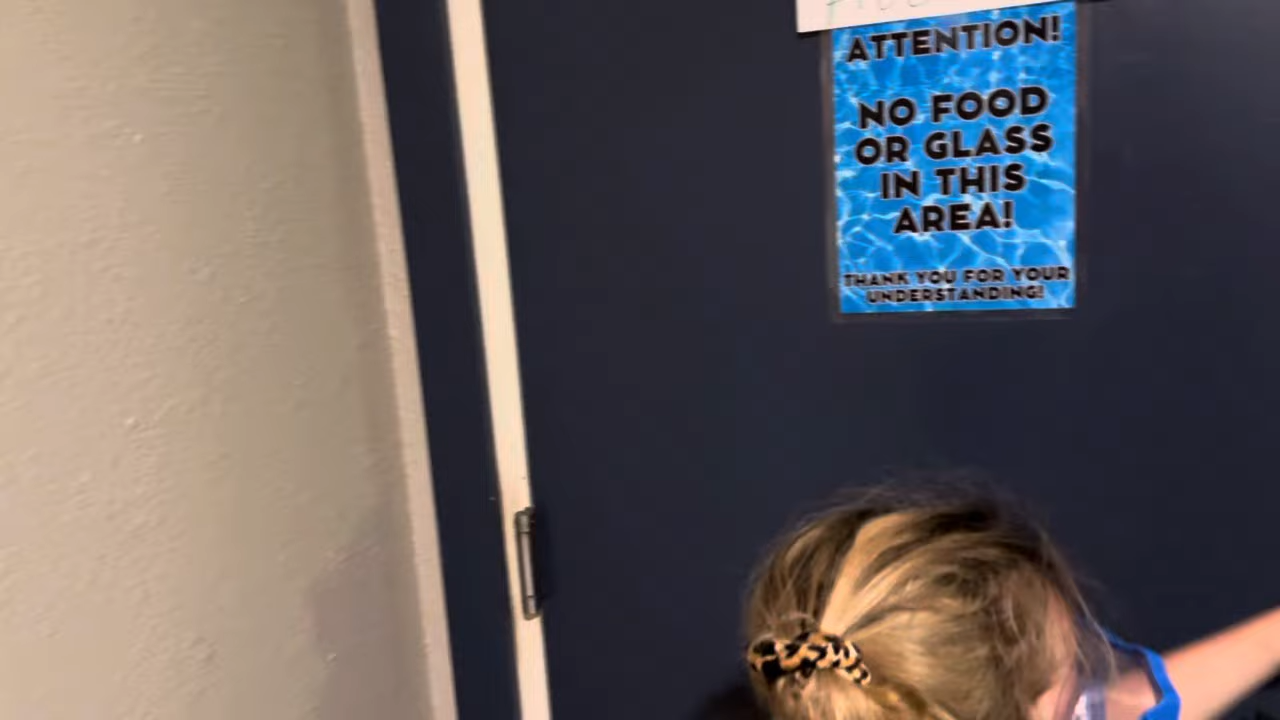 ATTENTION!
NO FOOD
OR GLASS
IN THIS
AREA!
THANK YOU FOR YOUR
UNDERSTANDING!